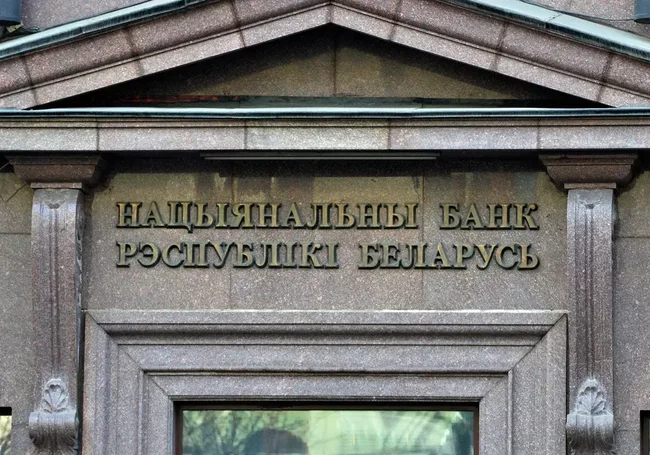 НАЦЫЯНАЛЬНЫ БАНК
РЭСПУБЛІКІ БЕЛАРУСЬ